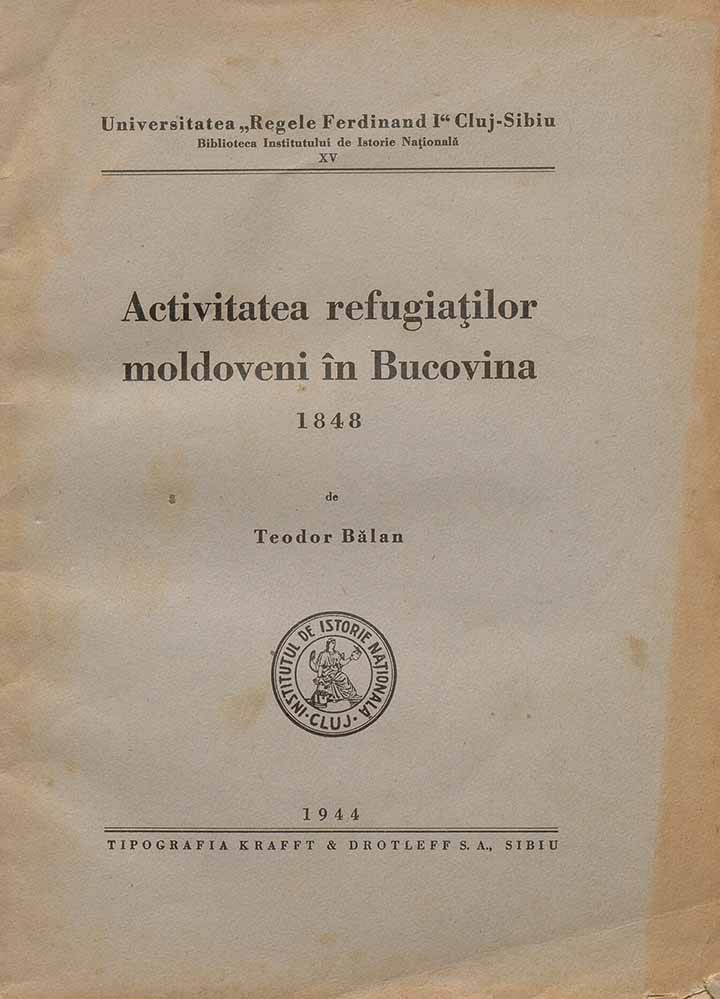 Universitatea „Regele Ferdinand I“ Cluj-Sibiu
Biblioteca Institutului de Istorie Naţională
XV
Activitatea refugiaţilor
moldoveni în Bucovina
1848
de
Teodor Bălan
INSTITUTUL DE ISTORIE NAŢIONALĂ
· CLUJ ·
1944
TIPOGRAFIA KRAFFT & DROTLEFF S. A., SIBIU